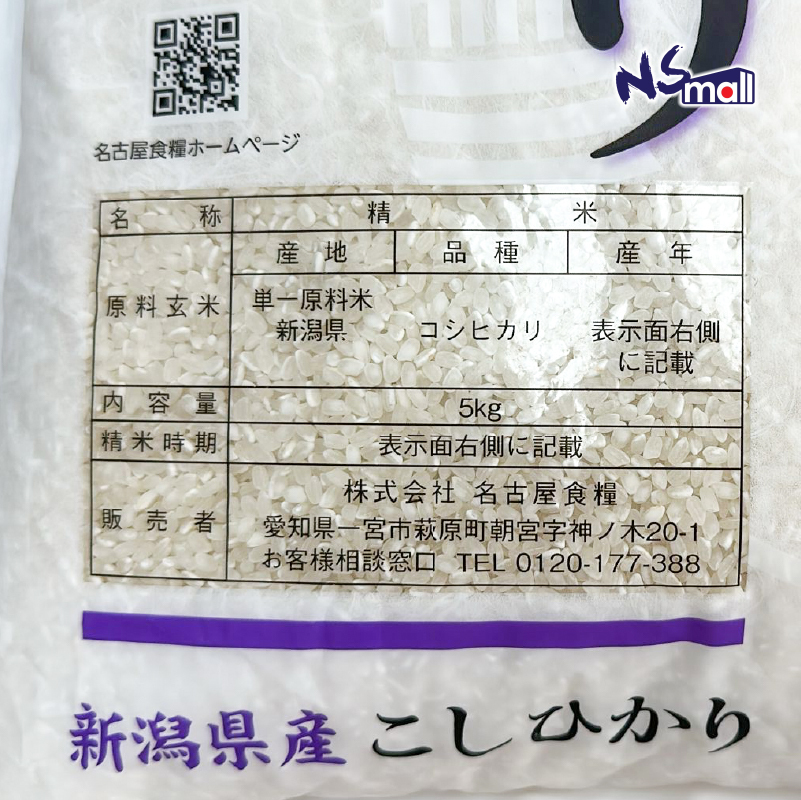 り
NS mall
名古屋食糧ホームページ
名称 精米
産地 品種 産年
原料玄米 単一原料米
新潟県 コシヒカリ 表示面右側
に記載
内容量 5kg
精米時期 表示面右側に記載
株式会社 名古屋食糧
販売者 愛知県一宮市萩原町朝宮字神ノ木20-1
お客様相談窓口 TEL 0120-177-388
新潟県産こしひかり